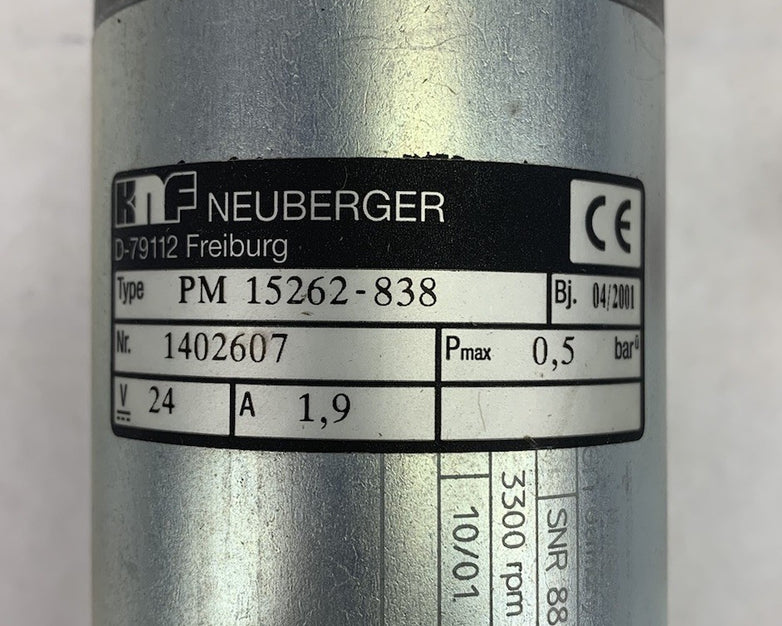 KNF NEUBERGER
CE
D-79112 Freiburg
Type PM 15262-838 Bj. 04/2001
Nr. 1402607 Pmax 0,5 barü
V 24 A 1,9
3300 rpm
10/01
SNR 88